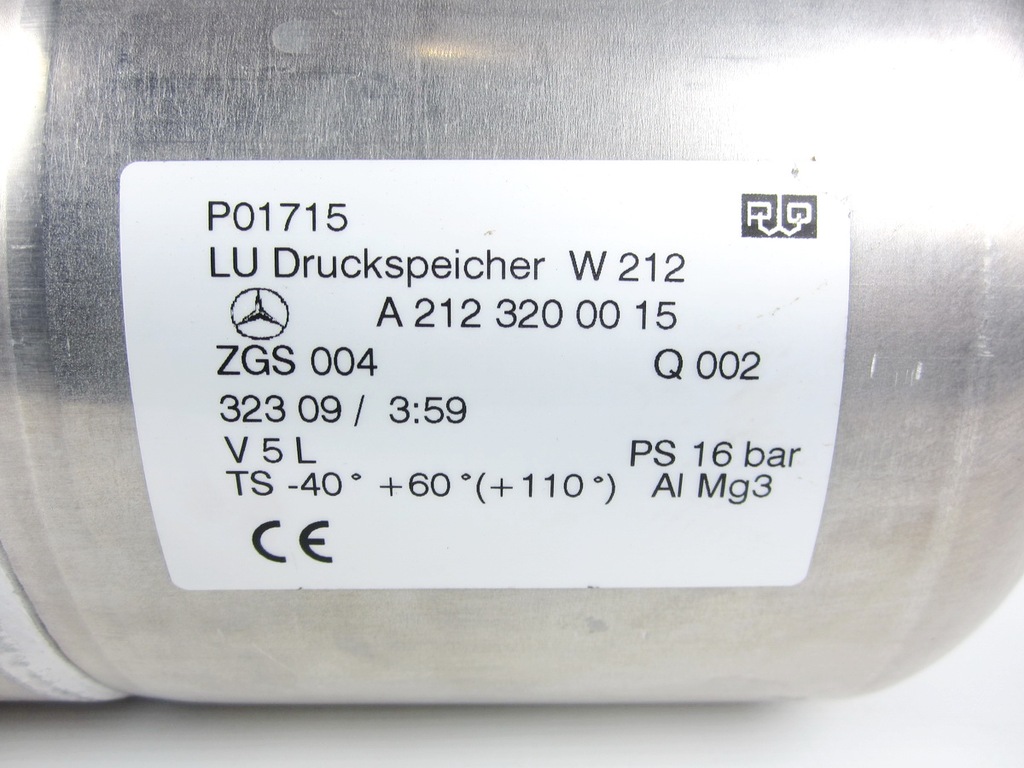 P01715
LU Druckspeicher W 212
A 212 320 00 15
ZGS 004 Q 002
323 09 / 3:59
V 5 L PS 16 bar
TS -40° +60°(+110°) Al Mg3
CE